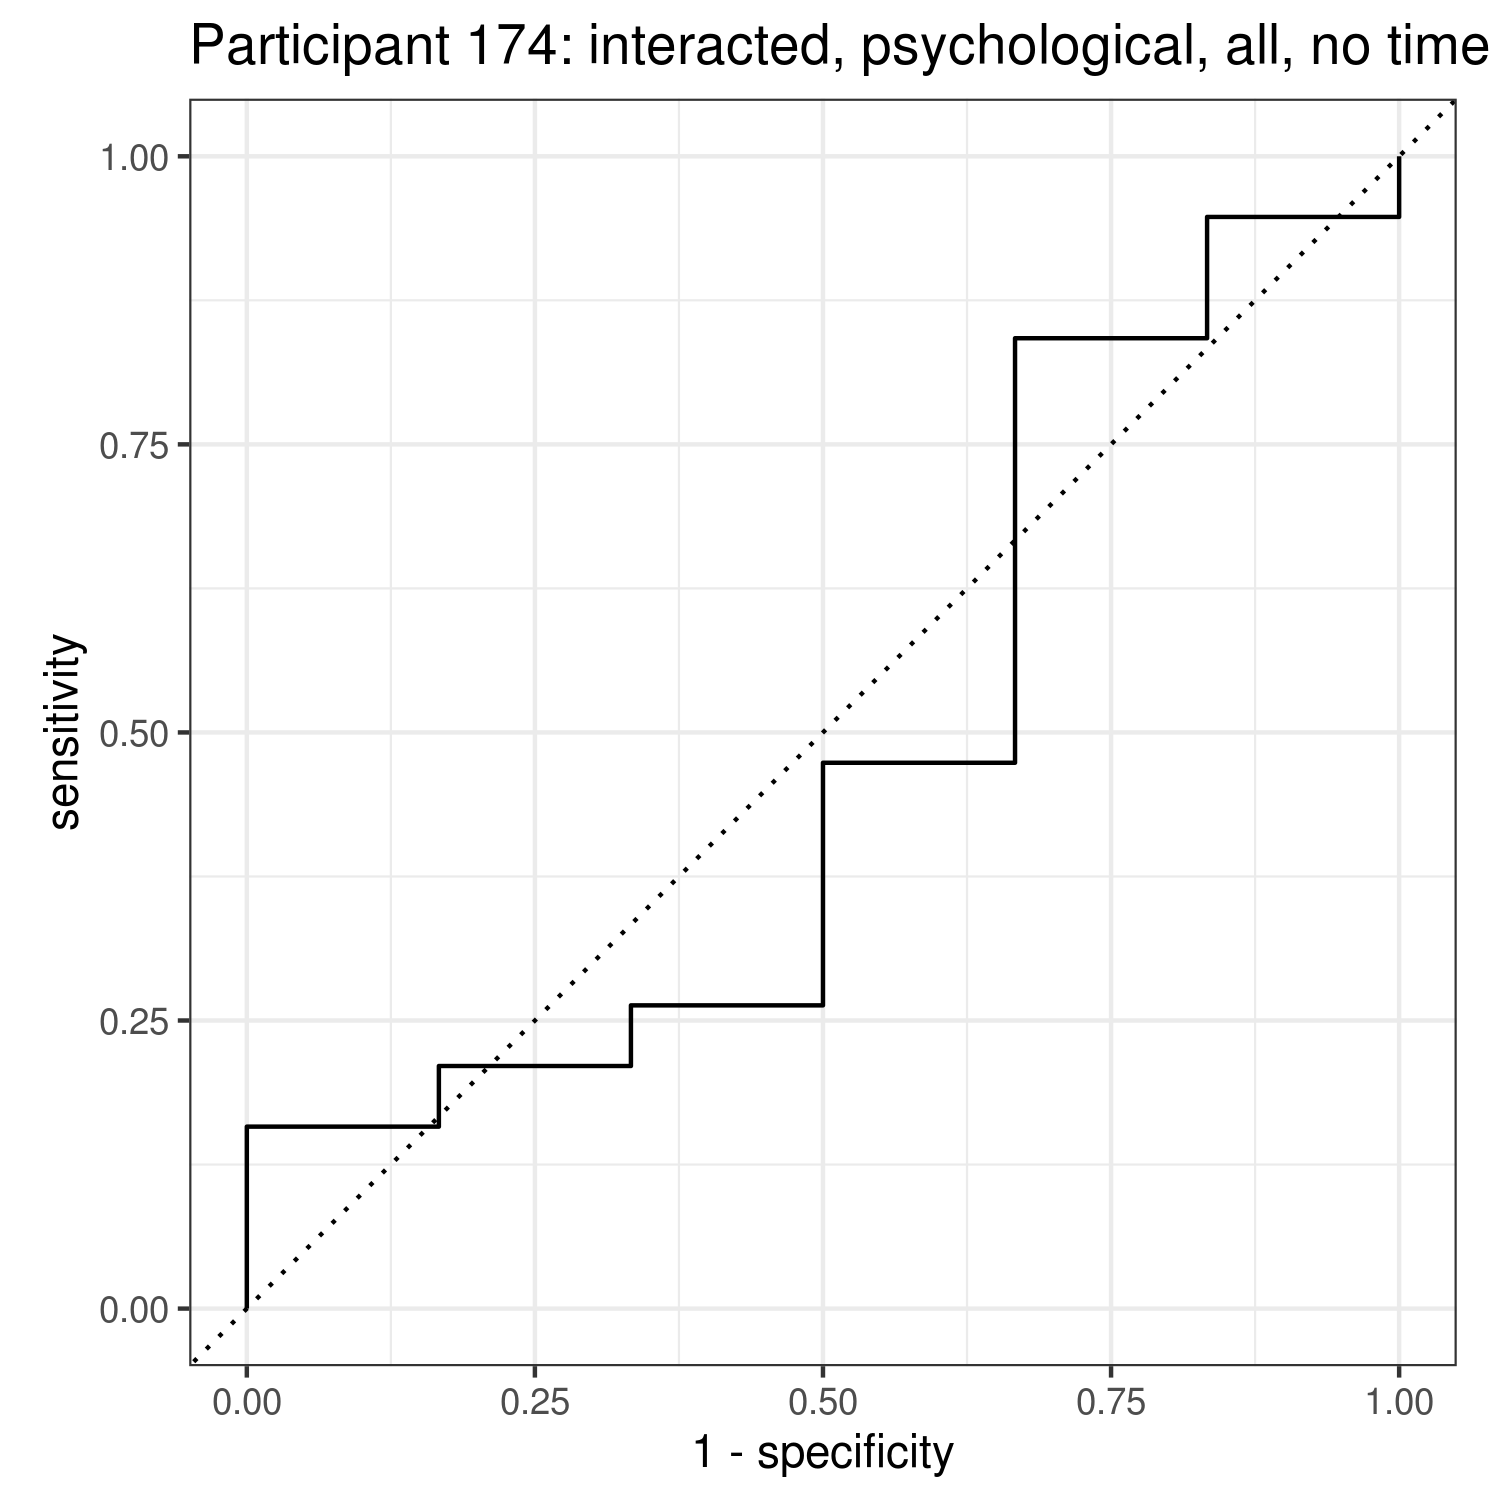 Participant 174: interacted, psychological, all, no time
1.00
0.75
0.50
0.25
0.00
sensitivity
0.00 0.25 0.50 0.75 1.00
1 - specificity